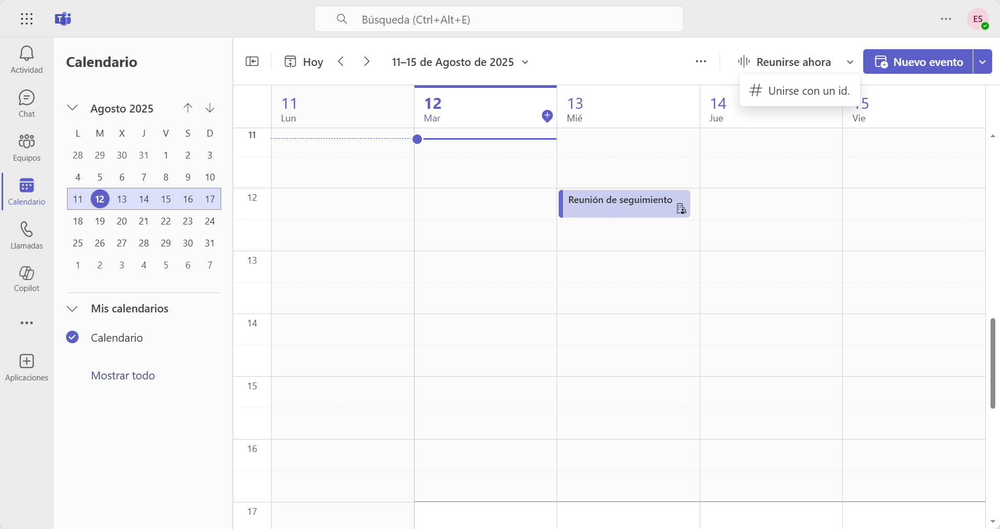 Búsqueda (Ctrl+Alt+E)
ES
Actividad
Chat
Equipos
Calendario
Llamadas
Copilot
Aplicaciones
Calendario
Agosto 2025
L M X J V S D
28 29 30 31 1 2 3
4 5 6 7 8 9 10
11 12 13 14 15 16 17
18 19 20 21 22 23 24
25 26 27 28 29 30 31
1 2 3 4 5 6 7
Mis calendarios
Calendario
Mostrar todo
Hoy
11–15 de Agosto de 2025
Reunirse ahora
Nuevo evento
# Unirse con un id.
11
Lun
12
Mar
13
Mié
14
Jue
15
Vie
11
12
Reunión de seguimiento
13
14
15
16
17